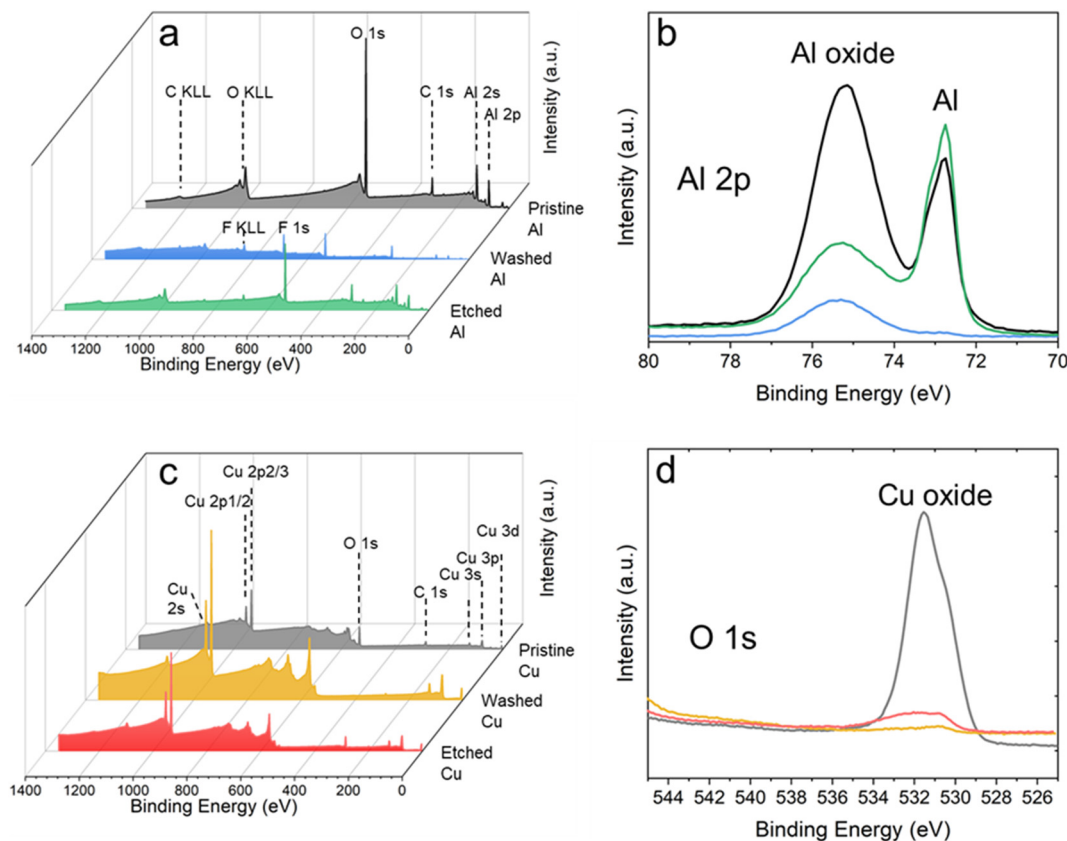 a
O 1s
C KLL
O KLL
C 1s
Al 2s
Al 2p
Intensity (a.u.)
Pristine
Al
F KLL
F 1s
Washed
Al
Etched
Al
1400 1200 1000 800 600 400 200 0
Binding Energy (eV)
b
Al oxide
Al
Al 2p
Intensity (a.u.)
80 78 76 74 72 70
Binding Energy (eV)
c
Cu 2p2/3
Cu 2p1/2
O 1s
Cu 3d
Cu 3p
Cu 3s
C 1s
Cu
2s
Intensity (a.u.)
Pristine
Cu
Washed
Cu
Etched
Cu
1400 1200 1000 800 600 400 200 0
Binding Energy (eV)
d
Cu oxide
O 1s
Intensity (a.u.)
544 542 540 538 536 534 532 530 528 526
Binding Energy (eV)